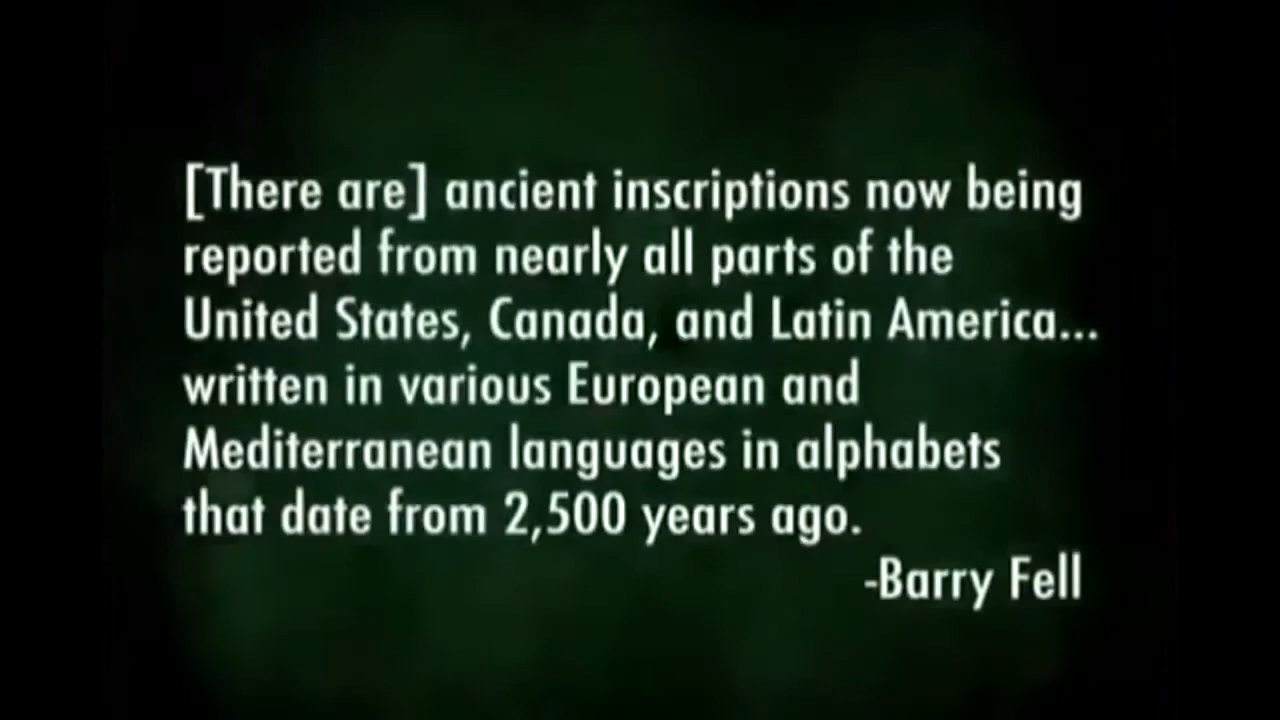 [There are] ancient inscriptions now being
reported from nearly all parts of the
United States, Canada, and Latin America...
written in various European and
Mediterranean languages in alphabets
that date from 2,500 years ago.
-Barry Fell